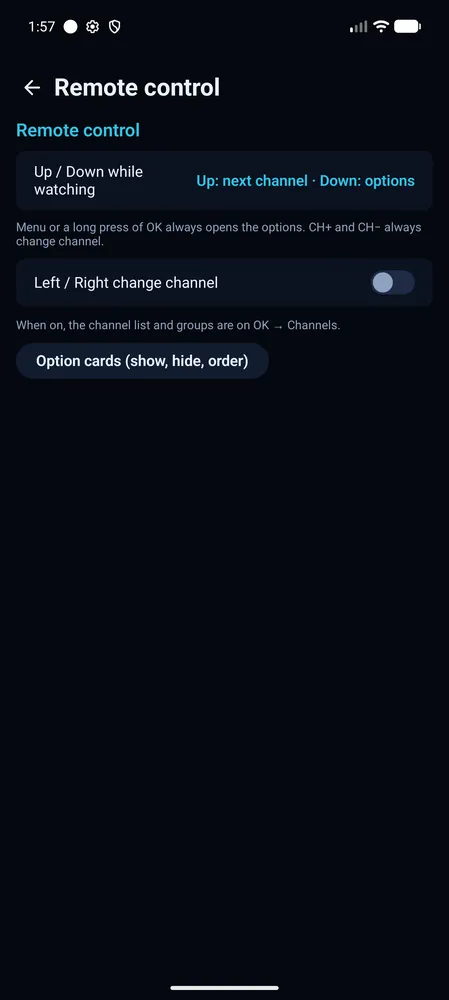 1:57
Remote control
Remote control
Up / Down while
watching
Up: next channel · Down: options
Menu or a long press of OK always opens the options. CH+ and CH− always
change channel.
Left / Right change channel
When on, the channel list and groups are on OK → Channels.
Option cards (show, hide, order)